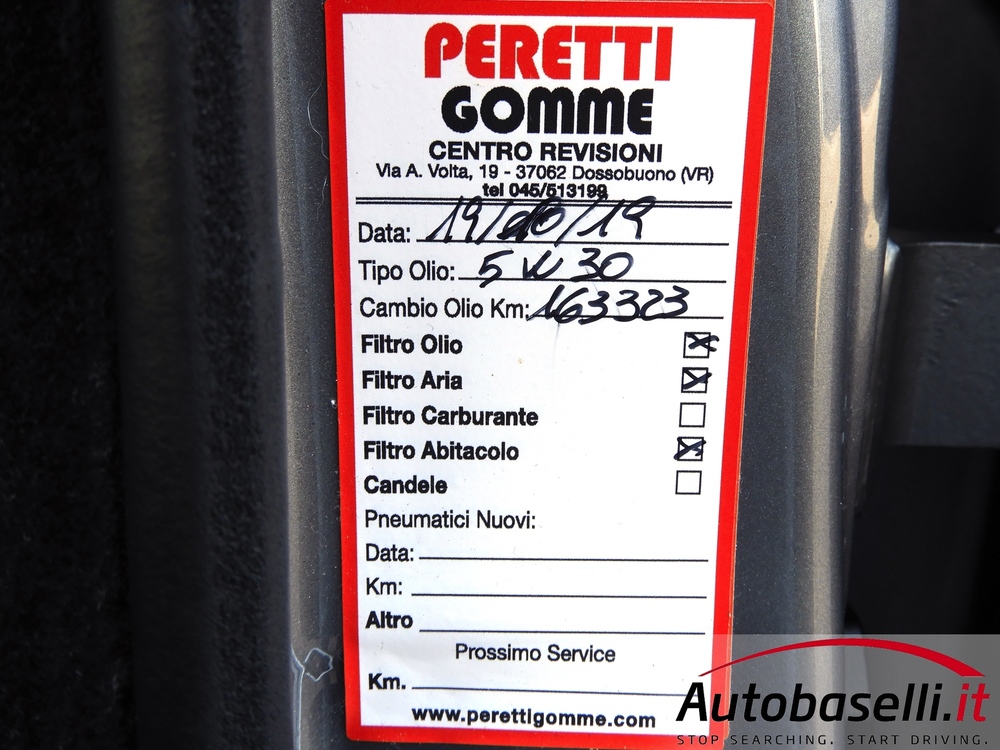 PERETTI
GOMME
CENTRO REVISIONI
Via A. Volta, 19 - 37062 Dossobuono (VR)
tel 045/513199
Data: 19/10/19
Tipo Olio: 5W30
Cambio Olio Km: 163323
Filtro Olio
Filtro Aria
Filtro Carburante
Filtro Abitacolo
Candele
Pneumatici Nuovi:
Data:
Km:
Altro
Prossimo Service
Km.
www.perettigomme.com
Autobaselli.it
STOP SEARCHING. START DRIVING.